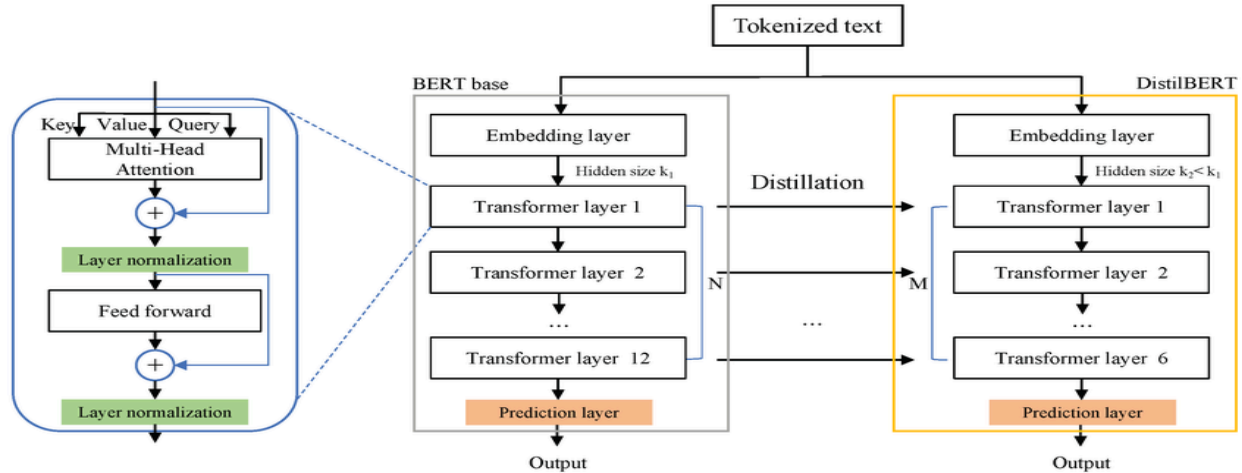 Tokenized text
BERT base
DistilBERT
Key Value Query
Multi-Head
Attention
+
Layer normalization
Feed forward
+
Layer normalization
Embedding layer
Hidden size k₁
Transformer layer 1
Transformer layer 2
...
Transformer layer 12
N
Prediction layer
Output
Distillation
...
Embedding layer
Hidden size k₂< k₁
Transformer layer 1
Transformer layer 2
...
Transformer layer 6
M
Prediction layer
Output